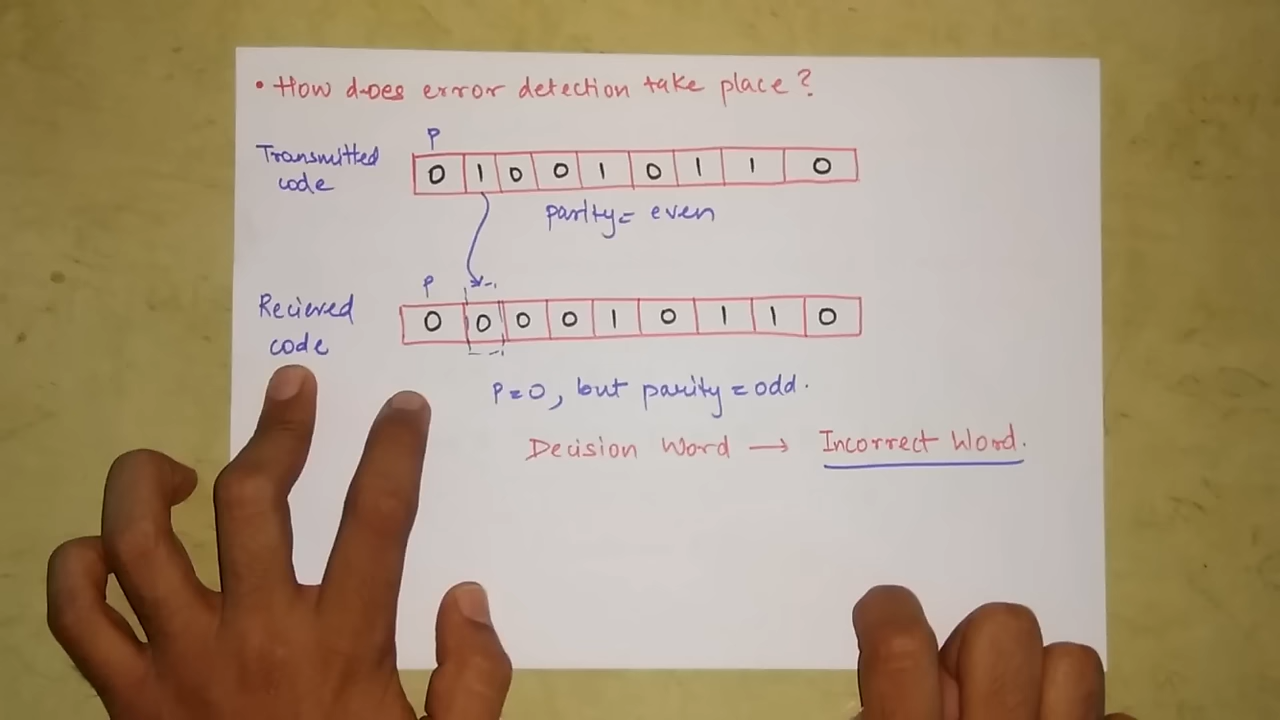 • How does error detection take place?
P
Transmitted code
0 1 0 0 1 0 1 1 0
parity = even
P
Recieved code
0 0 0 0 1 0 1 1 0
P=0, but parity = odd.
Decision Word → Incorrect Word.